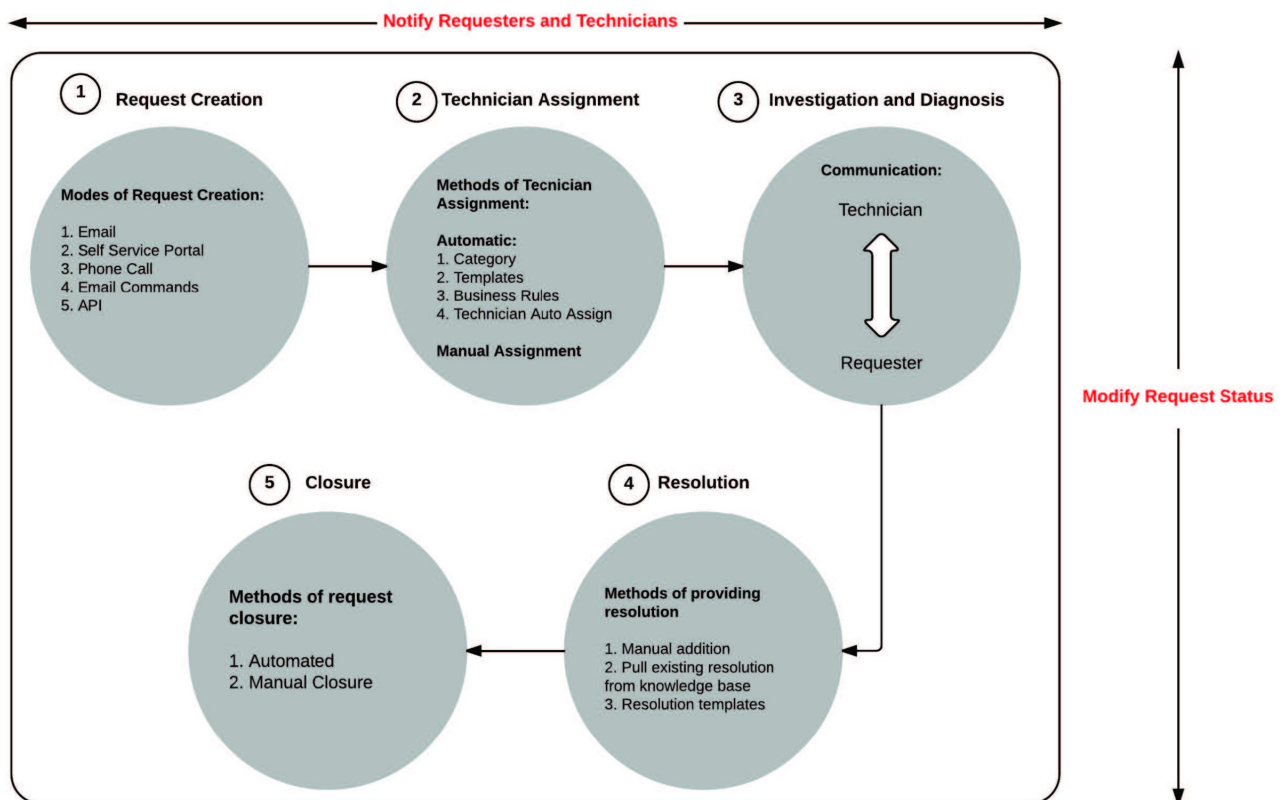 Notify Requesters and Technicians
1 Request Creation
Modes of Request Creation:
1. Email
2. Self Service Portal
3. Phone Call
4. Email Commands
5. API
2 Technician Assignment
Methods of Tecnician
Assignment:
Automatic:
1. Category
2. Templates
3. Business Rules
4. Technician Auto Assign
Manual Assignment
3 Investigation and Diagnosis
Communication:
Technician
Requester
Modify Request Status
4 Resolution
Methods of providing
resolution
1. Manual addition
2. Pull existing resolution
from knowledge base
3. Resolution templates
5 Closure
Methods of request
closure:
1. Automated
2. Manual Closure